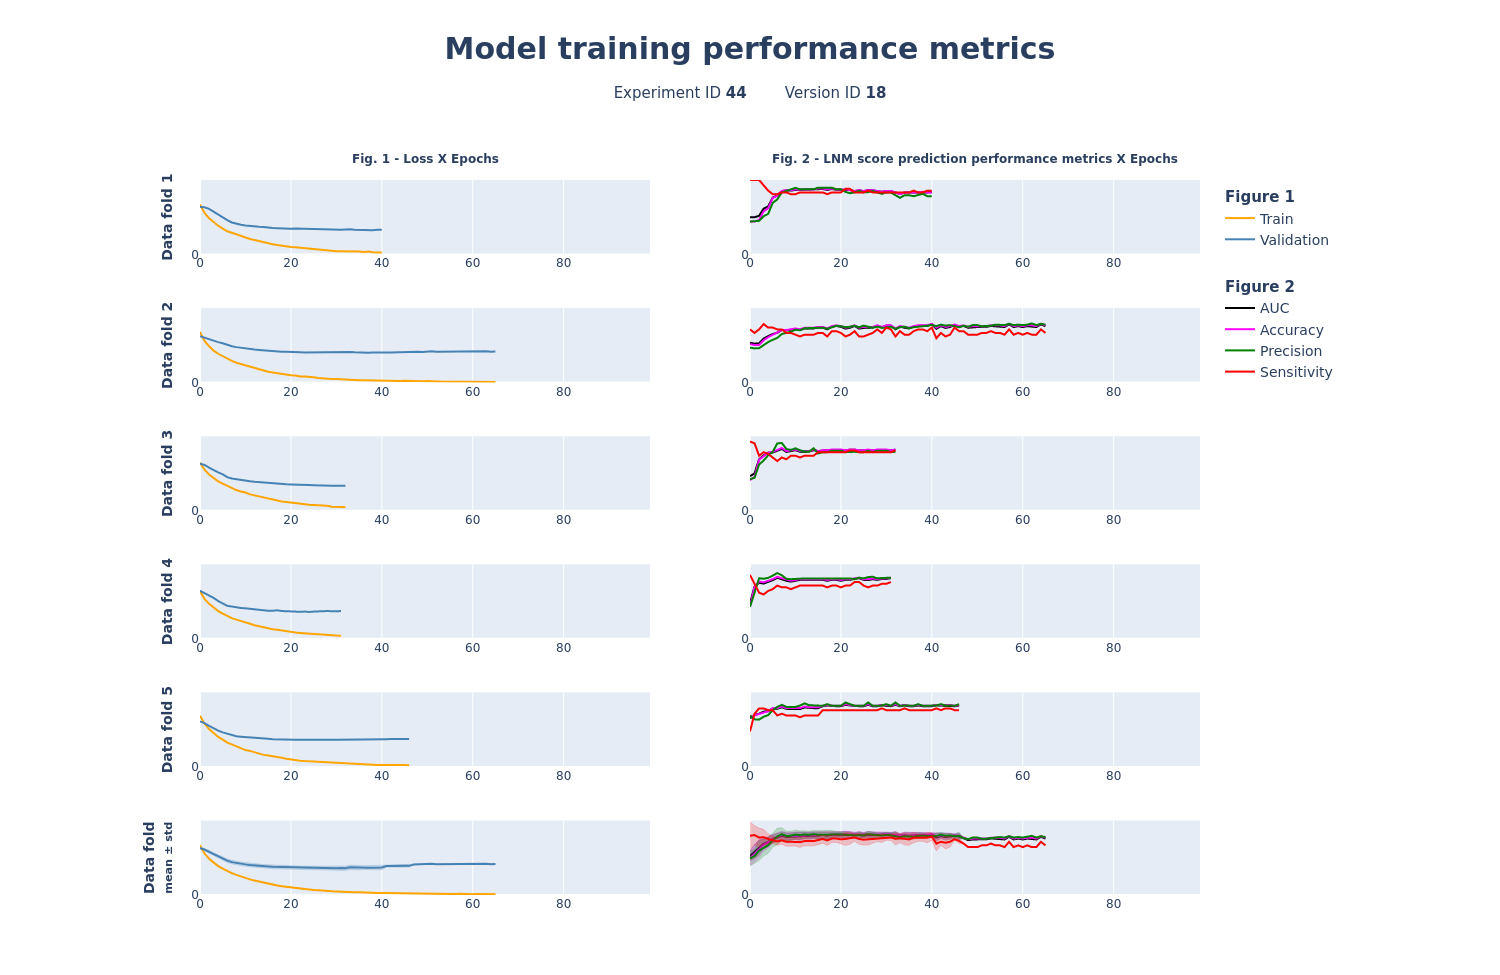 Model training performance metrics
Experiment ID 44 Version ID 18
Fig. 1 - Loss X Epochs
Fig. 2 - LNM score prediction performance metrics X Epochs
Data fold 1
0
0 20 40 60 80
0
0 20 40 60 80
Data fold 2
0
0 20 40 60 80
0
0 20 40 60 80
Data fold 3
0
0 20 40 60 80
0
0 20 40 60 80
Data fold 4
0
0 20 40 60 80
0
0 20 40 60 80
Data fold 5
0
0 20 40 60 80
0
0 20 40 60 80
Data fold
mean ± std
0
0 20 40 60 80
0
0 20 40 60 80
Figure 1
Train
Validation
Figure 2
AUC
Accuracy
Precision
Sensitivity